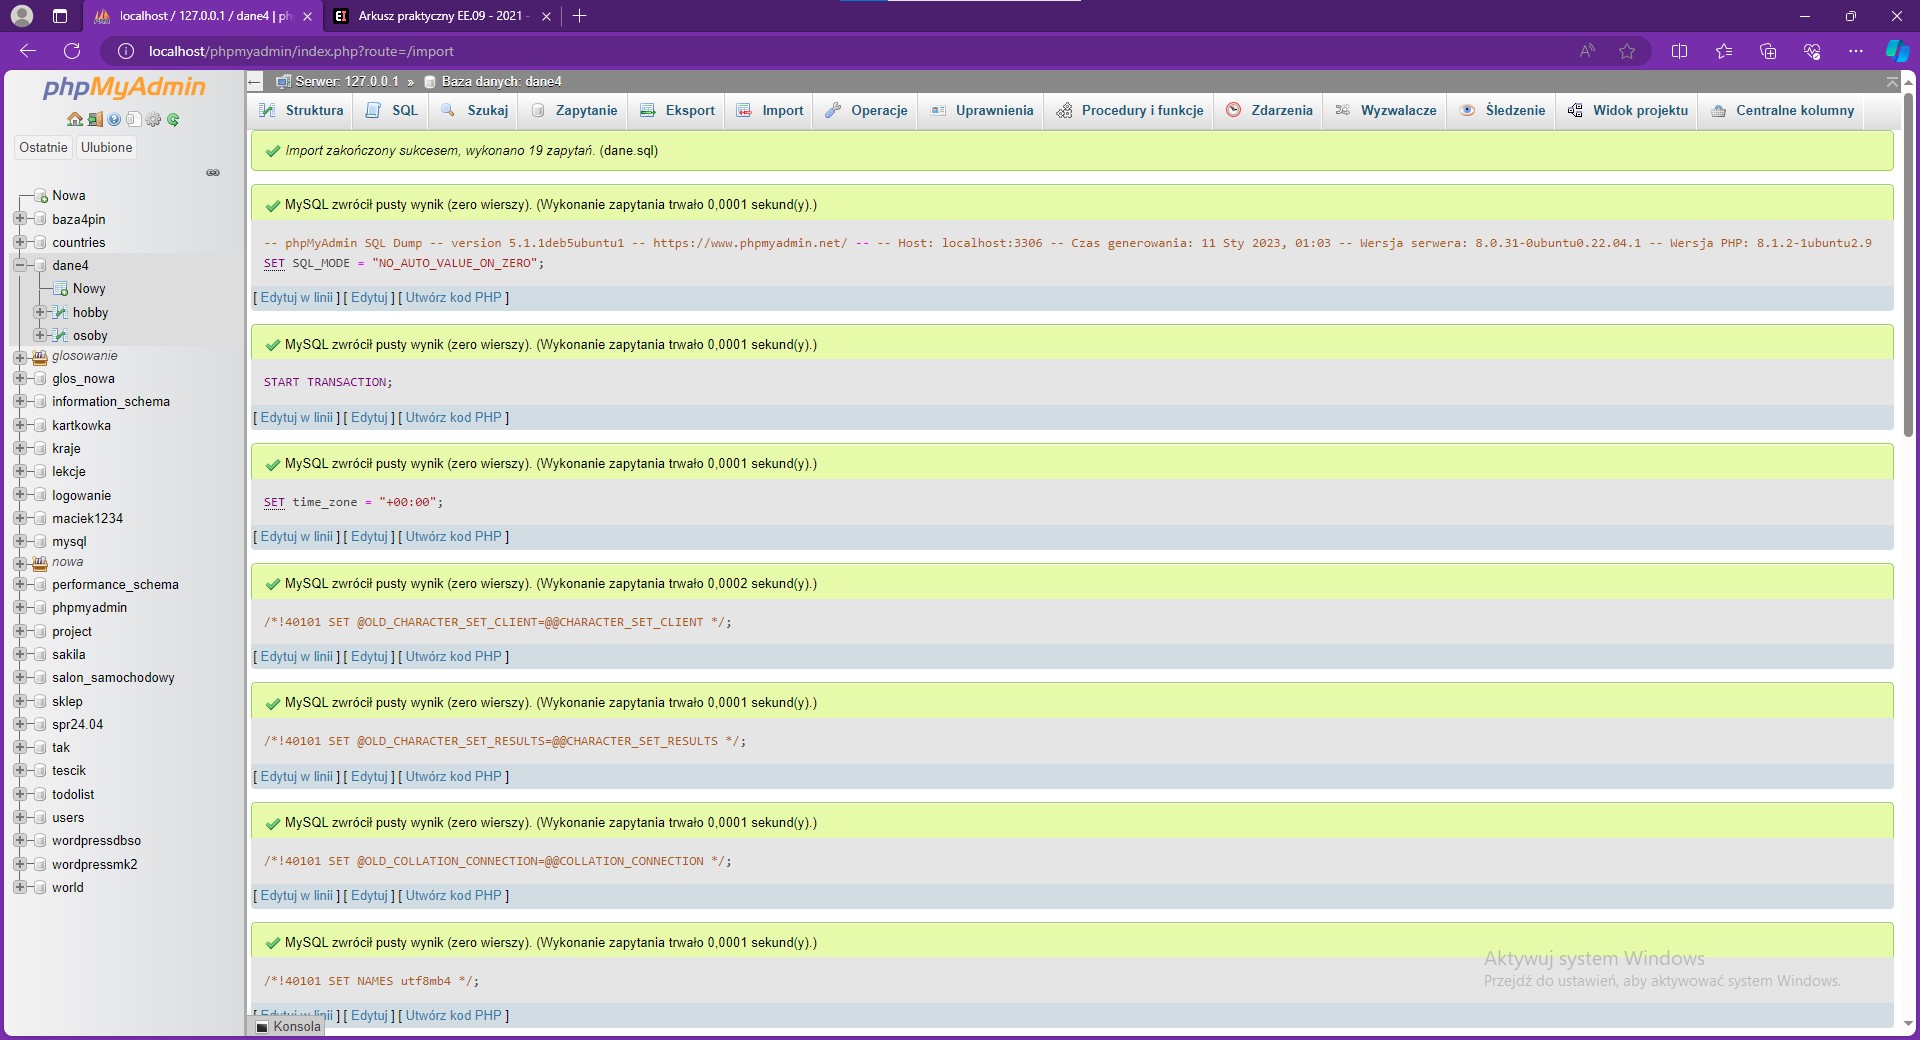 localhost / 127.0.0.1 / dane4 | ph
Arkusz praktyczny EE.09 - 2021 -
localhost/phpmyadmin/index.php?route=/import
phpMyAdmin
Ostatnie
Ulubione
Nowa
baza4pin
countries
dane4
Nowy
hobby
osoby
glosowanie
glos_nowa
information_schema
kartkowka
kraje
lekcje
logowanie
maciek1234
mysql
nowa
performance_schema
phpmyadmin
project
sakila
salon_samochodowy
sklep
spr24.04
tak
tescik
todolist
users
wordpressdbso
wordpressmk2
world
Serwer: 127.0.0.1 » Baza danych: dane4
Struktura SQL Szukaj Zapytanie Eksport Import Operacje Uprawnienia Procedury i funkcje Zdarzenia Wyzwalacze Śledzenie Widok projektu Centralne kolumny
Import zakończony sukcesem, wykonano 19 zapytań. (dane.sql)
MySQL zwrócił pusty wynik (zero wierszy). (Wykonanie zapytania trwało 0,0001 sekund(y).)
-- phpMyAdmin SQL Dump -- version 5.1.1deb5ubuntu1 -- https://www.phpmyadmin.net/ -- -- Host: localhost:3306 -- Czas generowania: 11 Sty 2023, 01:03 -- Wersja serwera: 8.0.31-0ubuntu0.22.04.1 -- Wersja PHP: 8.1.2-1ubuntu2.9
SET SQL_MODE = "NO_AUTO_VALUE_ON_ZERO";
[ Edytuj w linii ] [ Edytuj ] [ Utwórz kod PHP ]
MySQL zwrócił pusty wynik (zero wierszy). (Wykonanie zapytania trwało 0,0001 sekund(y).)
START TRANSACTION;
[ Edytuj w linii ] [ Edytuj ] [ Utwórz kod PHP ]
MySQL zwrócił pusty wynik (zero wierszy). (Wykonanie zapytania trwało 0,0001 sekund(y).)
SET time_zone = "+00:00";
[ Edytuj w linii ] [ Edytuj ] [ Utwórz kod PHP ]
MySQL zwrócił pusty wynik (zero wierszy). (Wykonanie zapytania trwało 0,0002 sekund(y).)
/*!40101 SET @OLD_CHARACTER_SET_CLIENT=@@CHARACTER_SET_CLIENT */;
[ Edytuj w linii ] [ Edytuj ] [ Utwórz kod PHP ]
MySQL zwrócił pusty wynik (zero wierszy). (Wykonanie zapytania trwało 0,0001 sekund(y).)
/*!40101 SET @OLD_CHARACTER_SET_RESULTS=@@CHARACTER_SET_RESULTS */;
[ Edytuj w linii ] [ Edytuj ] [ Utwórz kod PHP ]
MySQL zwrócił pusty wynik (zero wierszy). (Wykonanie zapytania trwało 0,0001 sekund(y).)
/*!40101 SET @OLD_COLLATION_CONNECTION=@@COLLATION_CONNECTION */;
[ Edytuj w linii ] [ Edytuj ] [ Utwórz kod PHP ]
MySQL zwrócił pusty wynik (zero wierszy). (Wykonanie zapytania trwało 0,0001 sekund(y).)
/*!40101 SET NAMES utf8mb4 */;
[ Edytuj w linii ] [ Edytuj ] [ Utwórz kod PHP ]
Konsola
Aktywuj system Windows
Przejdź do ustawień, aby aktywować system Windows.